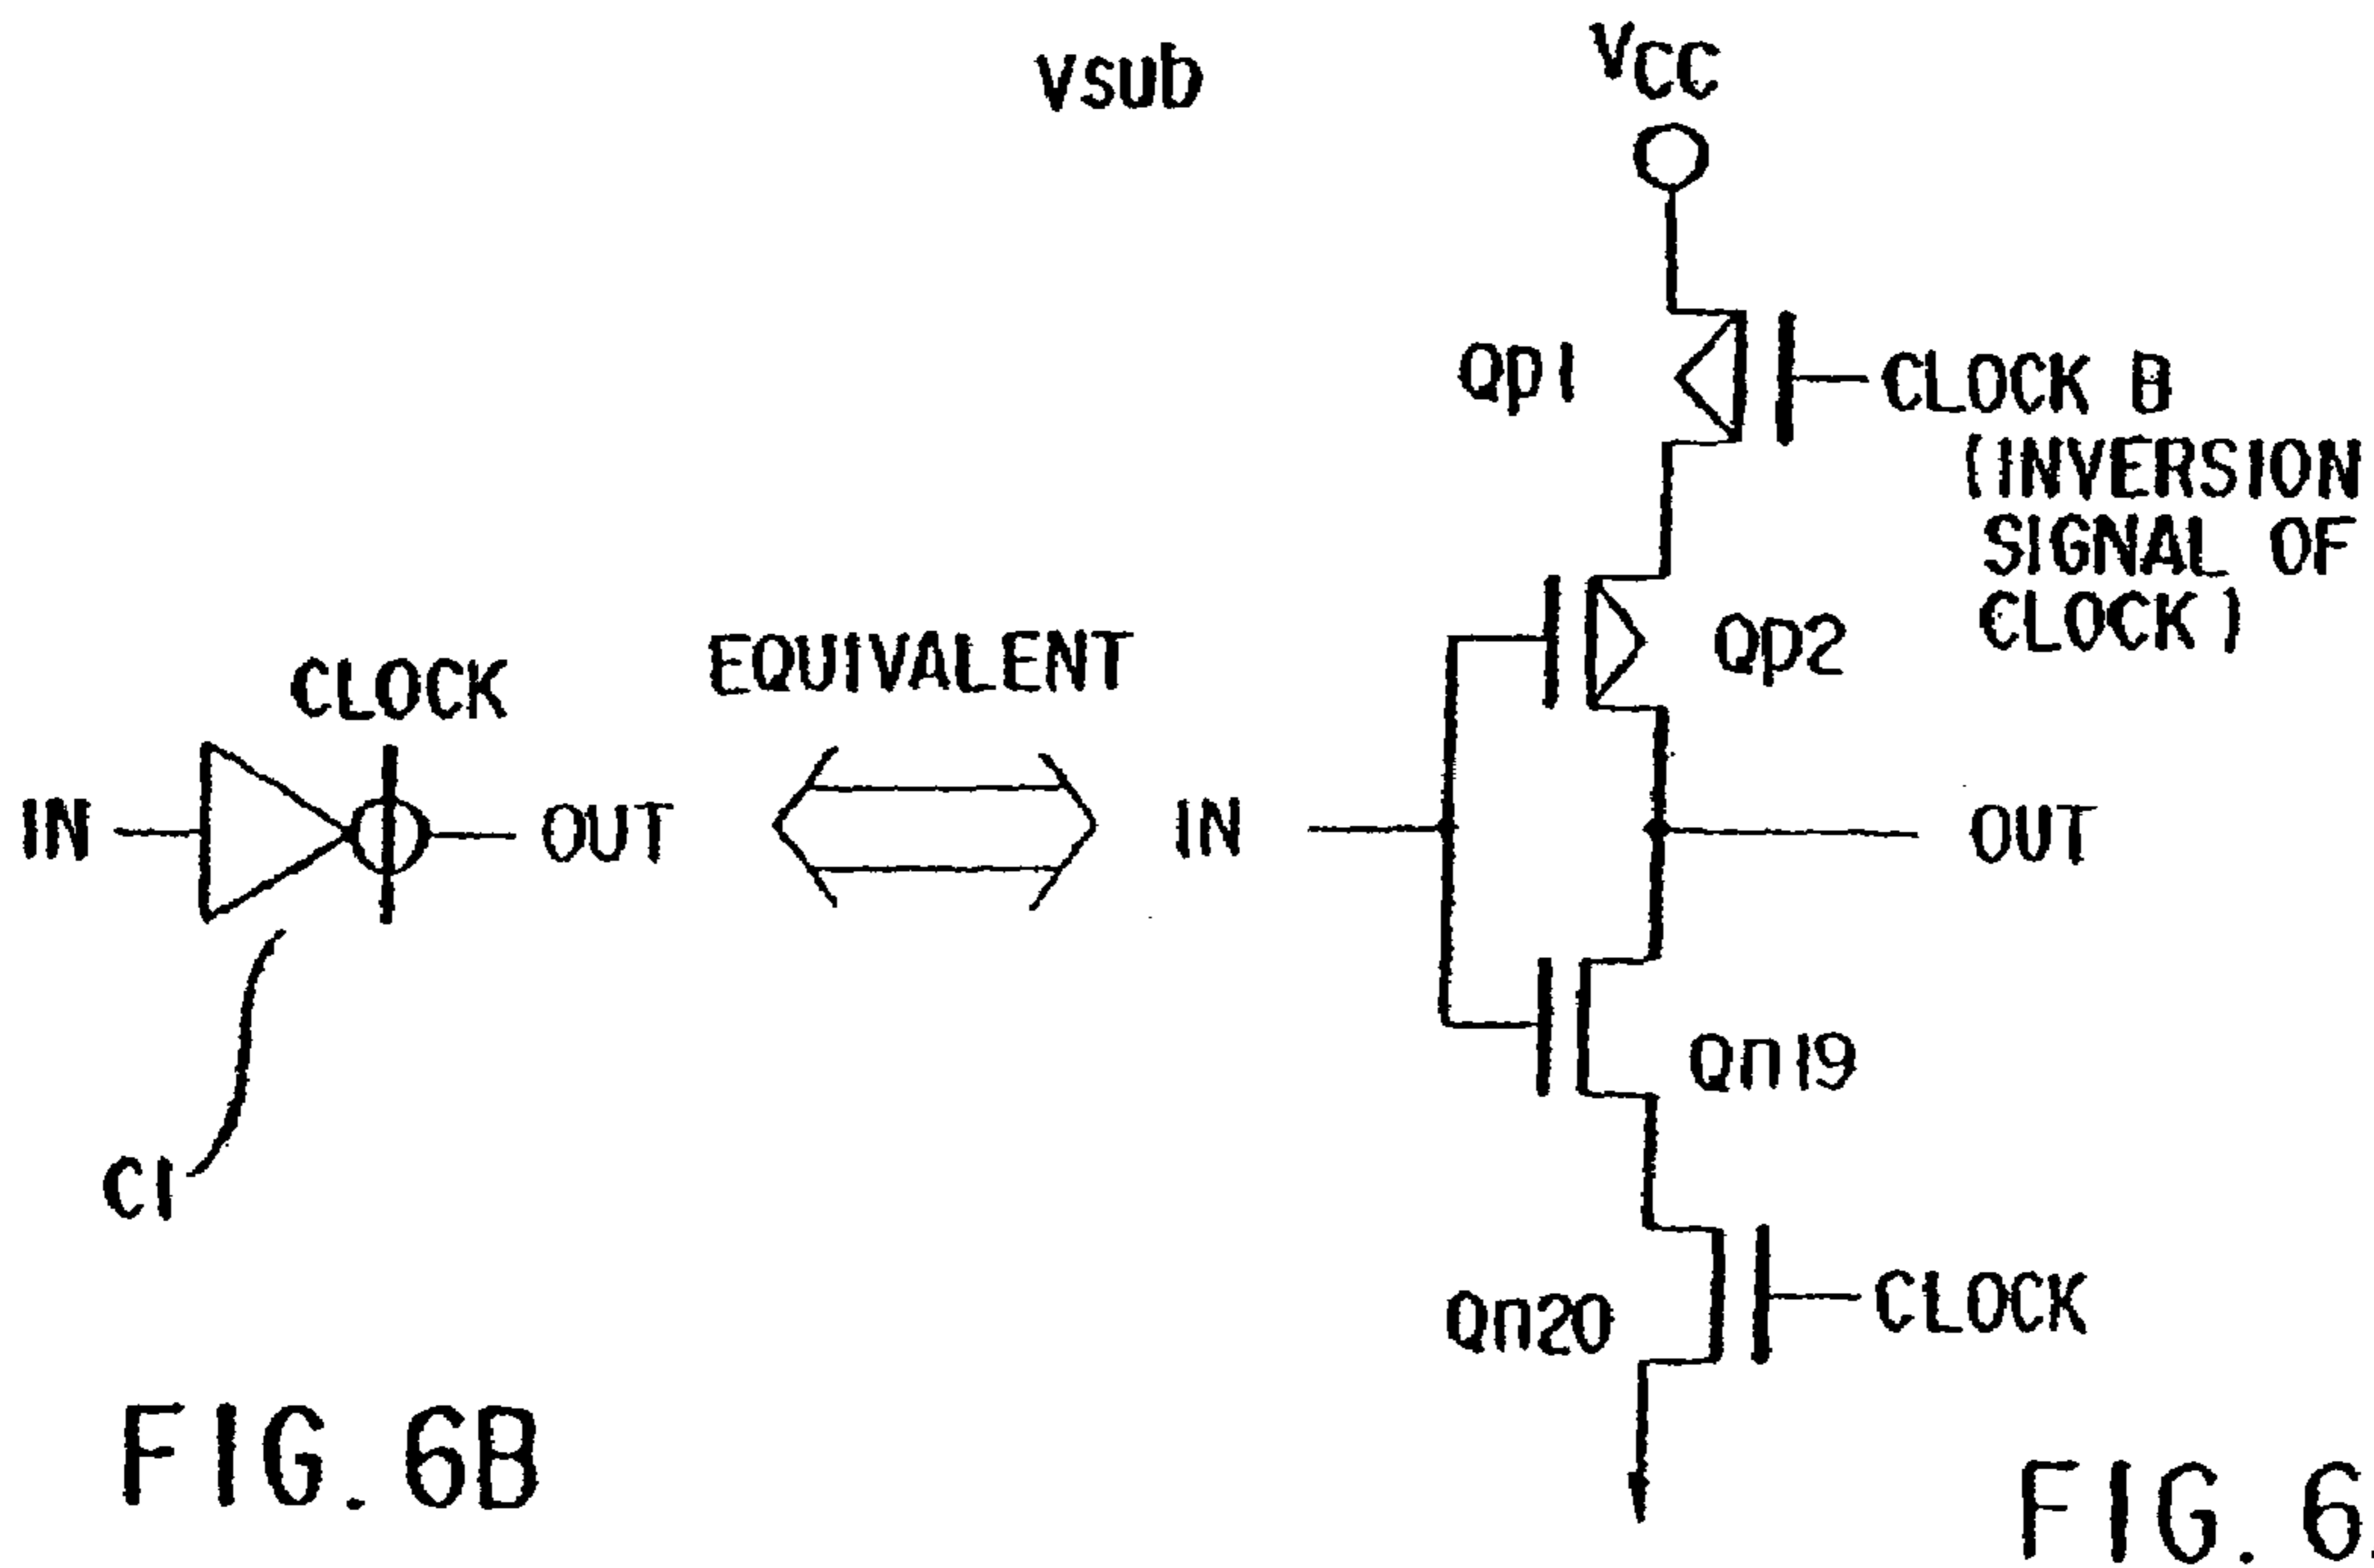 Vsub
VCC
Qp1
CLOCK B
(INVERSION
SIGNAL OF
CLOCK)
Qp2
EQUIVALENT
CLOCK
IN
OUT
IN
OUT
Qn19
C1
Qn20
CLOCK
FIG. 6B
FIG. 6